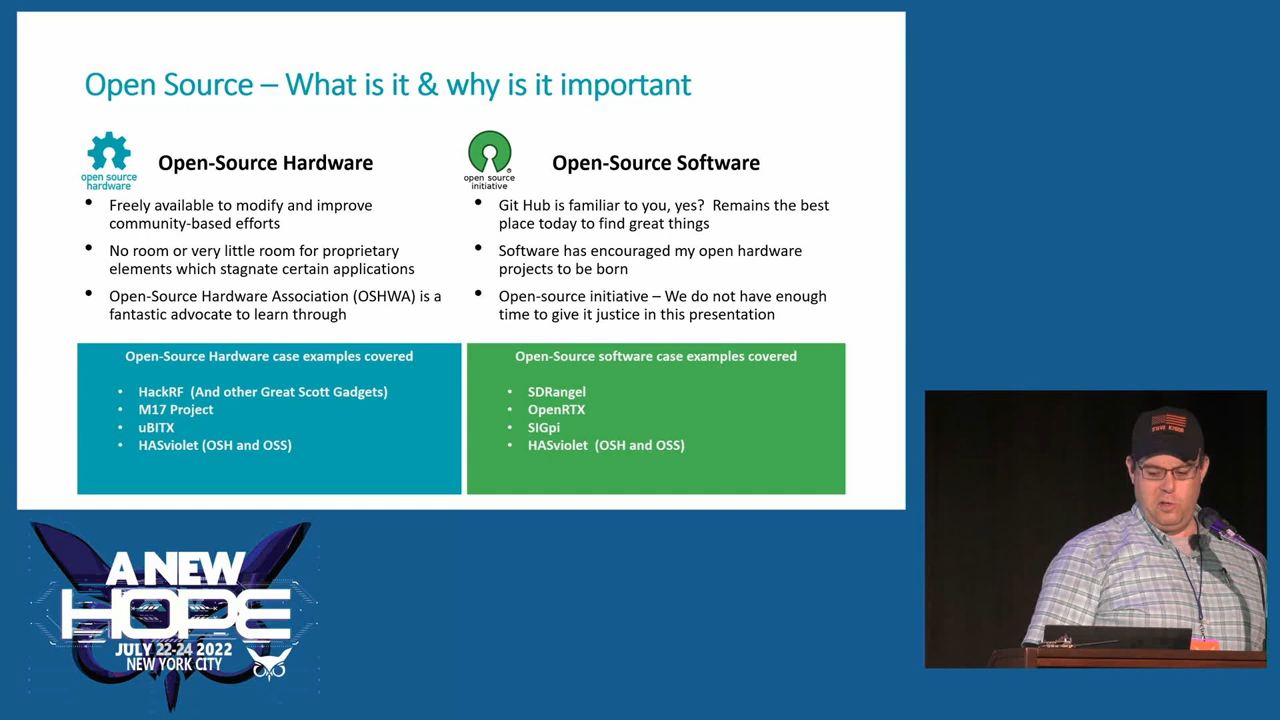 Open Source – What is it & why is it important
open source
hardware
Open-Source Hardware
• Freely available to modify and improve
community-based efforts
• No room or very little room for proprietary
elements which stagnate certain applications
• Open-Source Hardware Association (OSHWA) is a
fantastic advocate to learn through
open source
initiative
®
Open-Source Software
• Git Hub is familiar to you, yes?  Remains the best
place today to find great things
• Software has encouraged my open hardware
projects to be born
• Open-source initiative – We do not have enough
time to give it justice in this presentation
Open-Source Hardware case examples covered
• HackRF  (And other Great Scott Gadgets)
• M17 Project
• uBITX
• HASviolet (OSH and OSS)
Open-Source software case examples covered
• SDRangel
• OpenRTX
• SIGpi
• HASviolet  (OSH and OSS)
A NEW
HOPE
JULY 22-24 2022
NEW YORK CITY